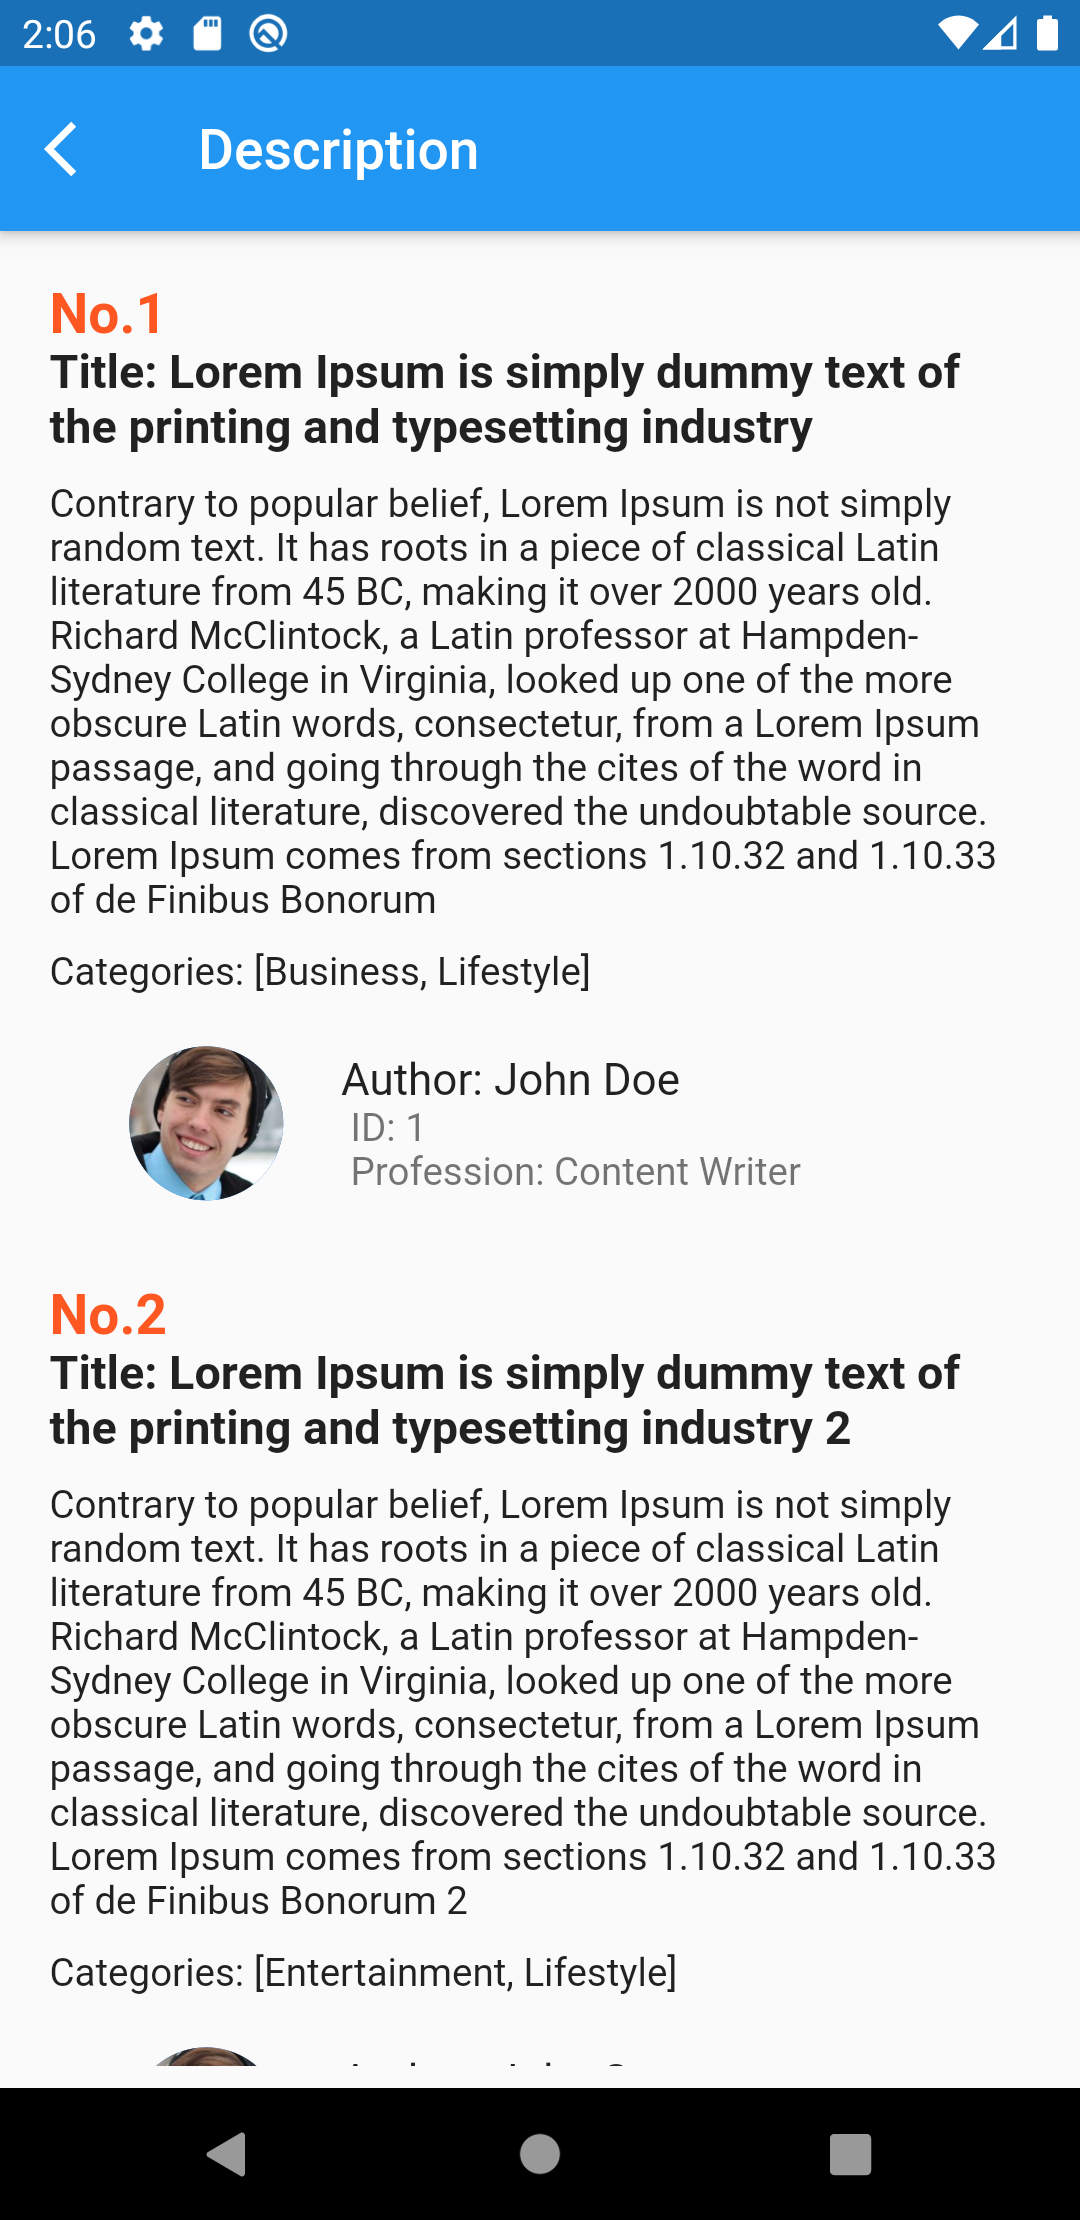 2:06
Description
No.1
Title: Lorem Ipsum is simply dummy text of
the printing and typesetting industry
Contrary to popular belief, Lorem Ipsum is not simply
random text. It has roots in a piece of classical Latin
literature from 45 BC, making it over 2000 years old.
Richard McClintock, a Latin professor at Hampden-
Sydney College in Virginia, looked up one of the more
obscure Latin words, consectetur, from a Lorem Ipsum
passage, and going through the cites of the word in
classical literature, discovered the undoubtable source.
Lorem Ipsum comes from sections 1.10.32 and 1.10.33
of de Finibus Bonorum
Categories: [Business, Lifestyle]
Author: John Doe
ID: 1
Profession: Content Writer
No.2
Title: Lorem Ipsum is simply dummy text of
the printing and typesetting industry 2
Contrary to popular belief, Lorem Ipsum is not simply
random text. It has roots in a piece of classical Latin
literature from 45 BC, making it over 2000 years old.
Richard McClintock, a Latin professor at Hampden-
Sydney College in Virginia, looked up one of the more
obscure Latin words, consectetur, from a Lorem Ipsum
passage, and going through the cites of the word in
classical literature, discovered the undoubtable source.
Lorem Ipsum comes from sections 1.10.32 and 1.10.33
of de Finibus Bonorum 2
Categories: [Entertainment, Lifestyle]